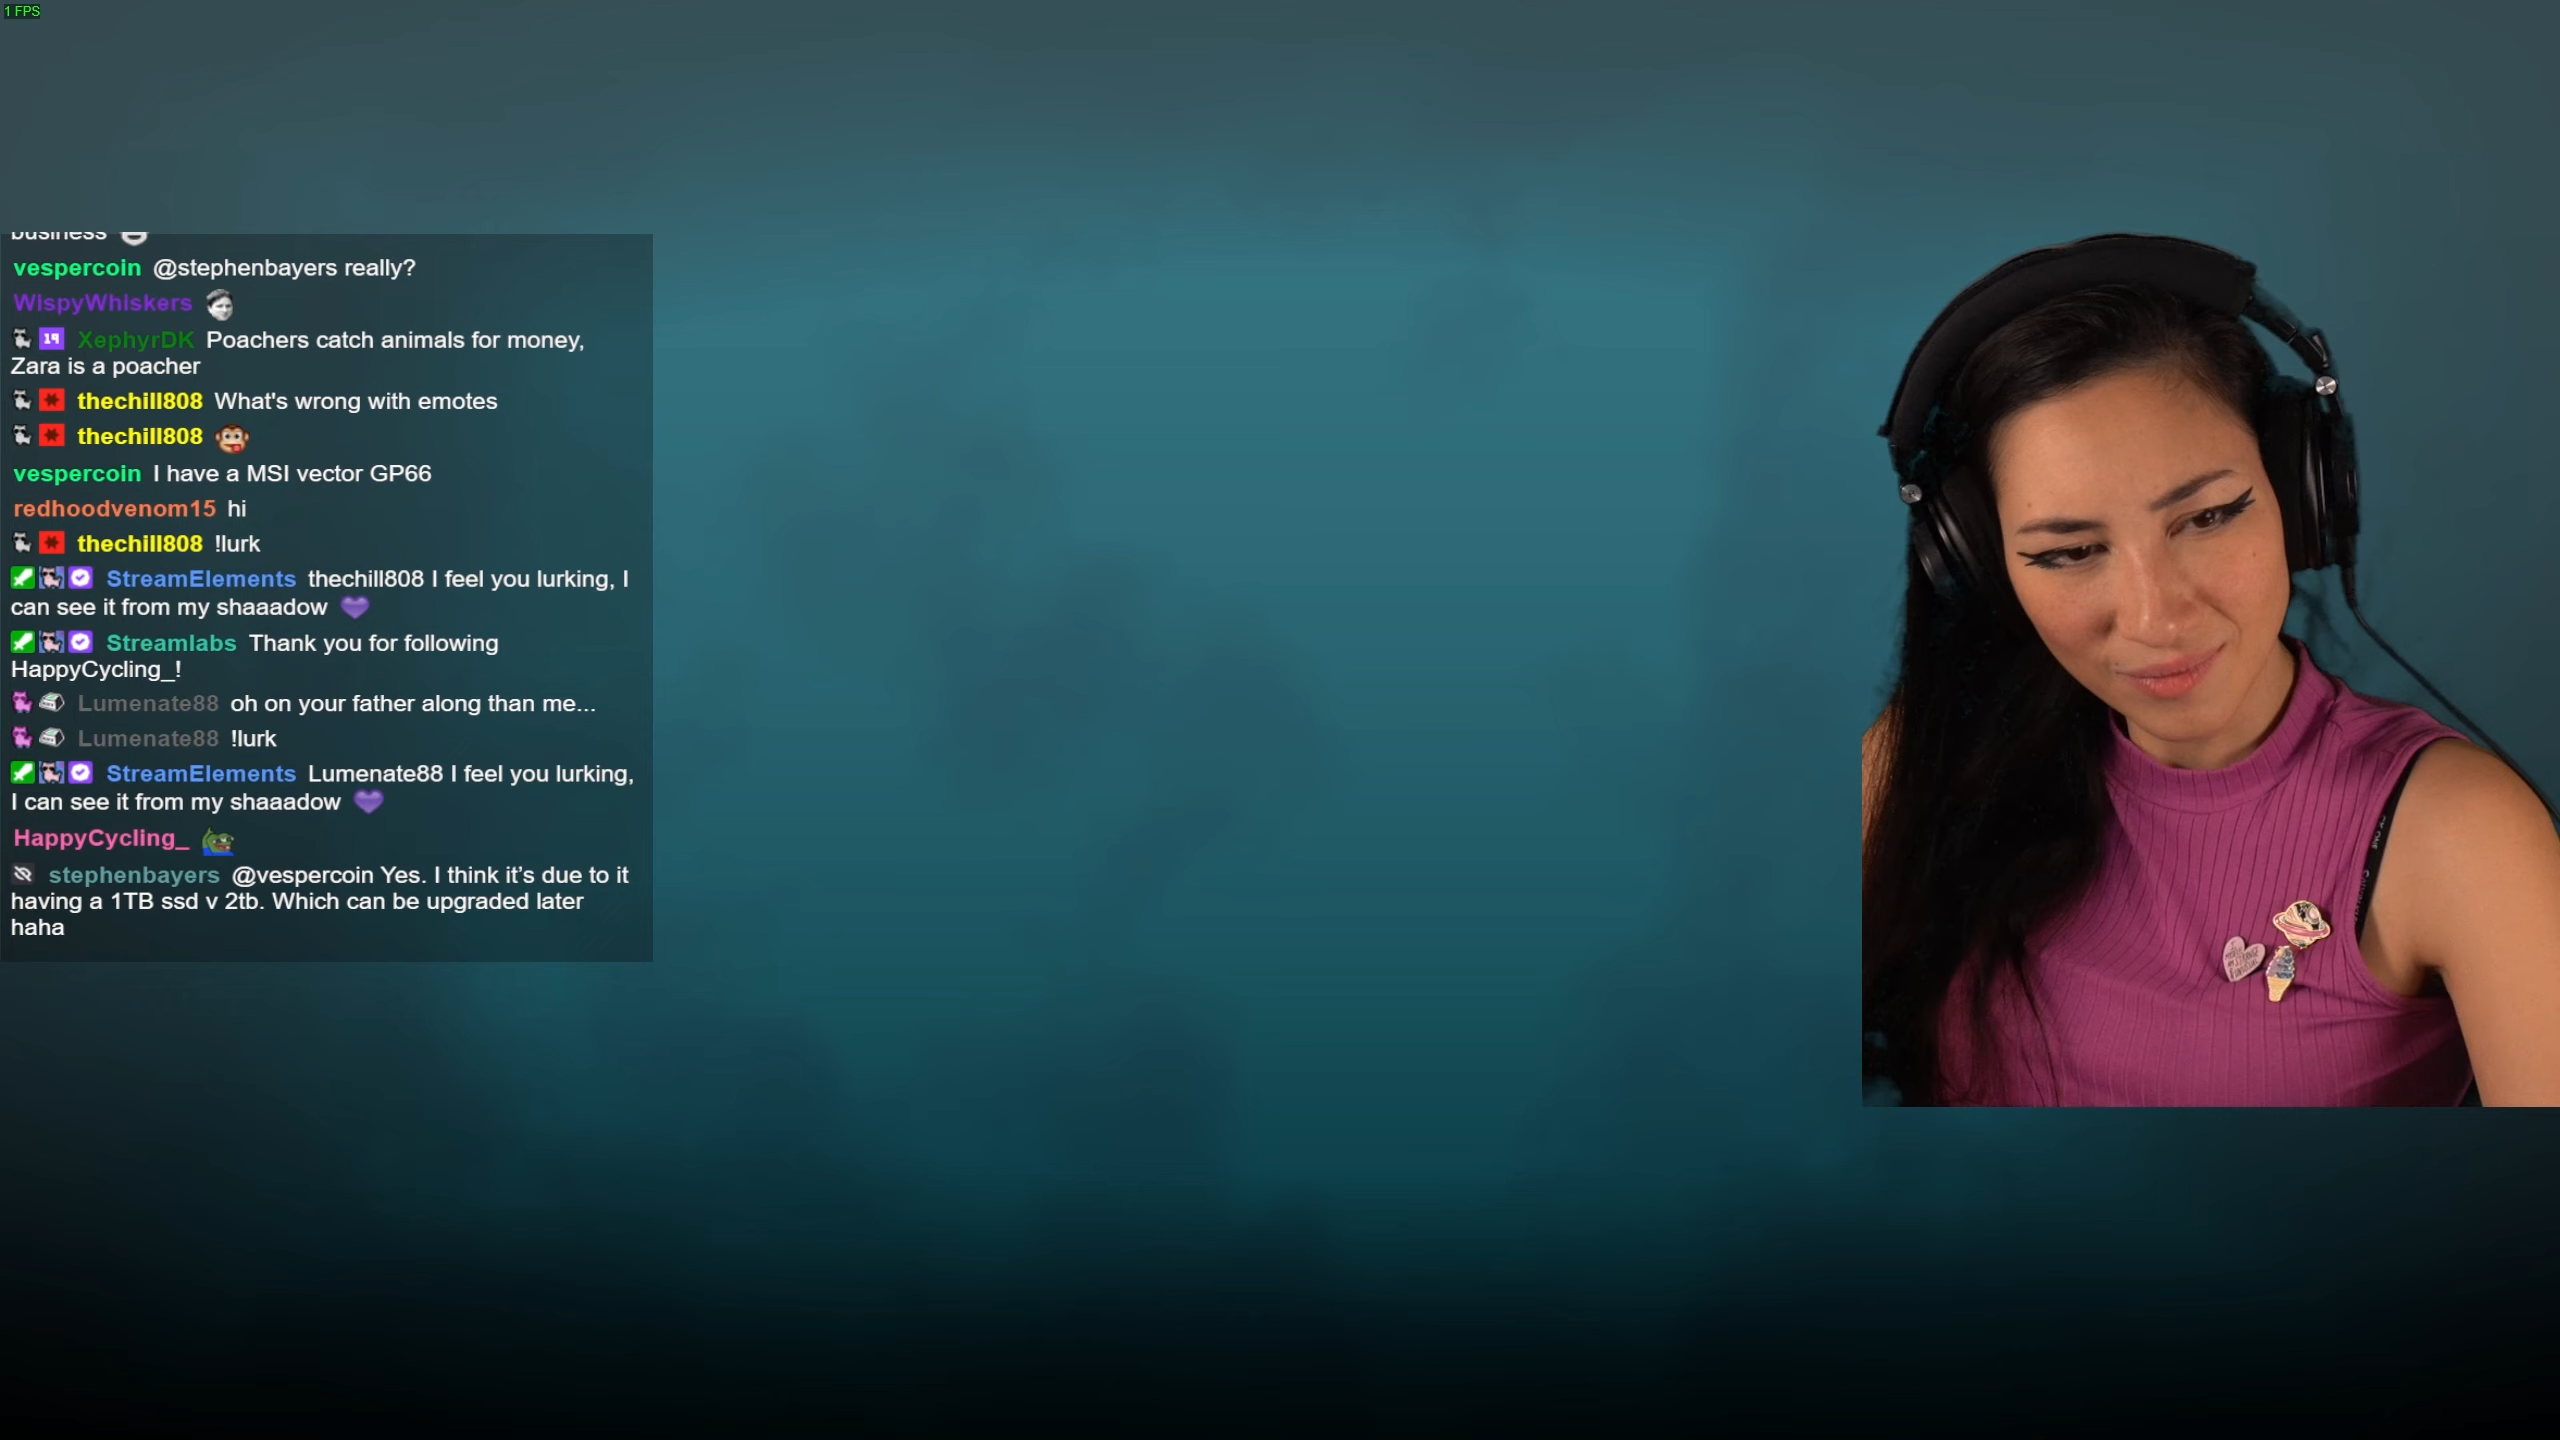 1 FPS
business
vespercoin @stephenbayers really?
WIspyWhIskers
19 XephyrDK Poachers catch animals for money,
Zara is a poacher
thechill808 What's wrong with emotes
thechill808
vespercoin I have a MSI vector GP66
redhoodvenom15 hi
thechill808 !lurk
StreamElements thechill808 I feel you lurking, I
can see it from my shaaadow
Streamlabs Thank you for following
HappyCycling_!
Lumenate88 oh on your father along than me...
Lumenate88 !lurk
StreamElements Lumenate88 I feel you lurking,
I can see it from my shaaadow
HappyCycling_
stephenbayers @vespercoin Yes. I think it's due to it
having a 1TB ssd v 2tb. Which can be upgraded later
haha